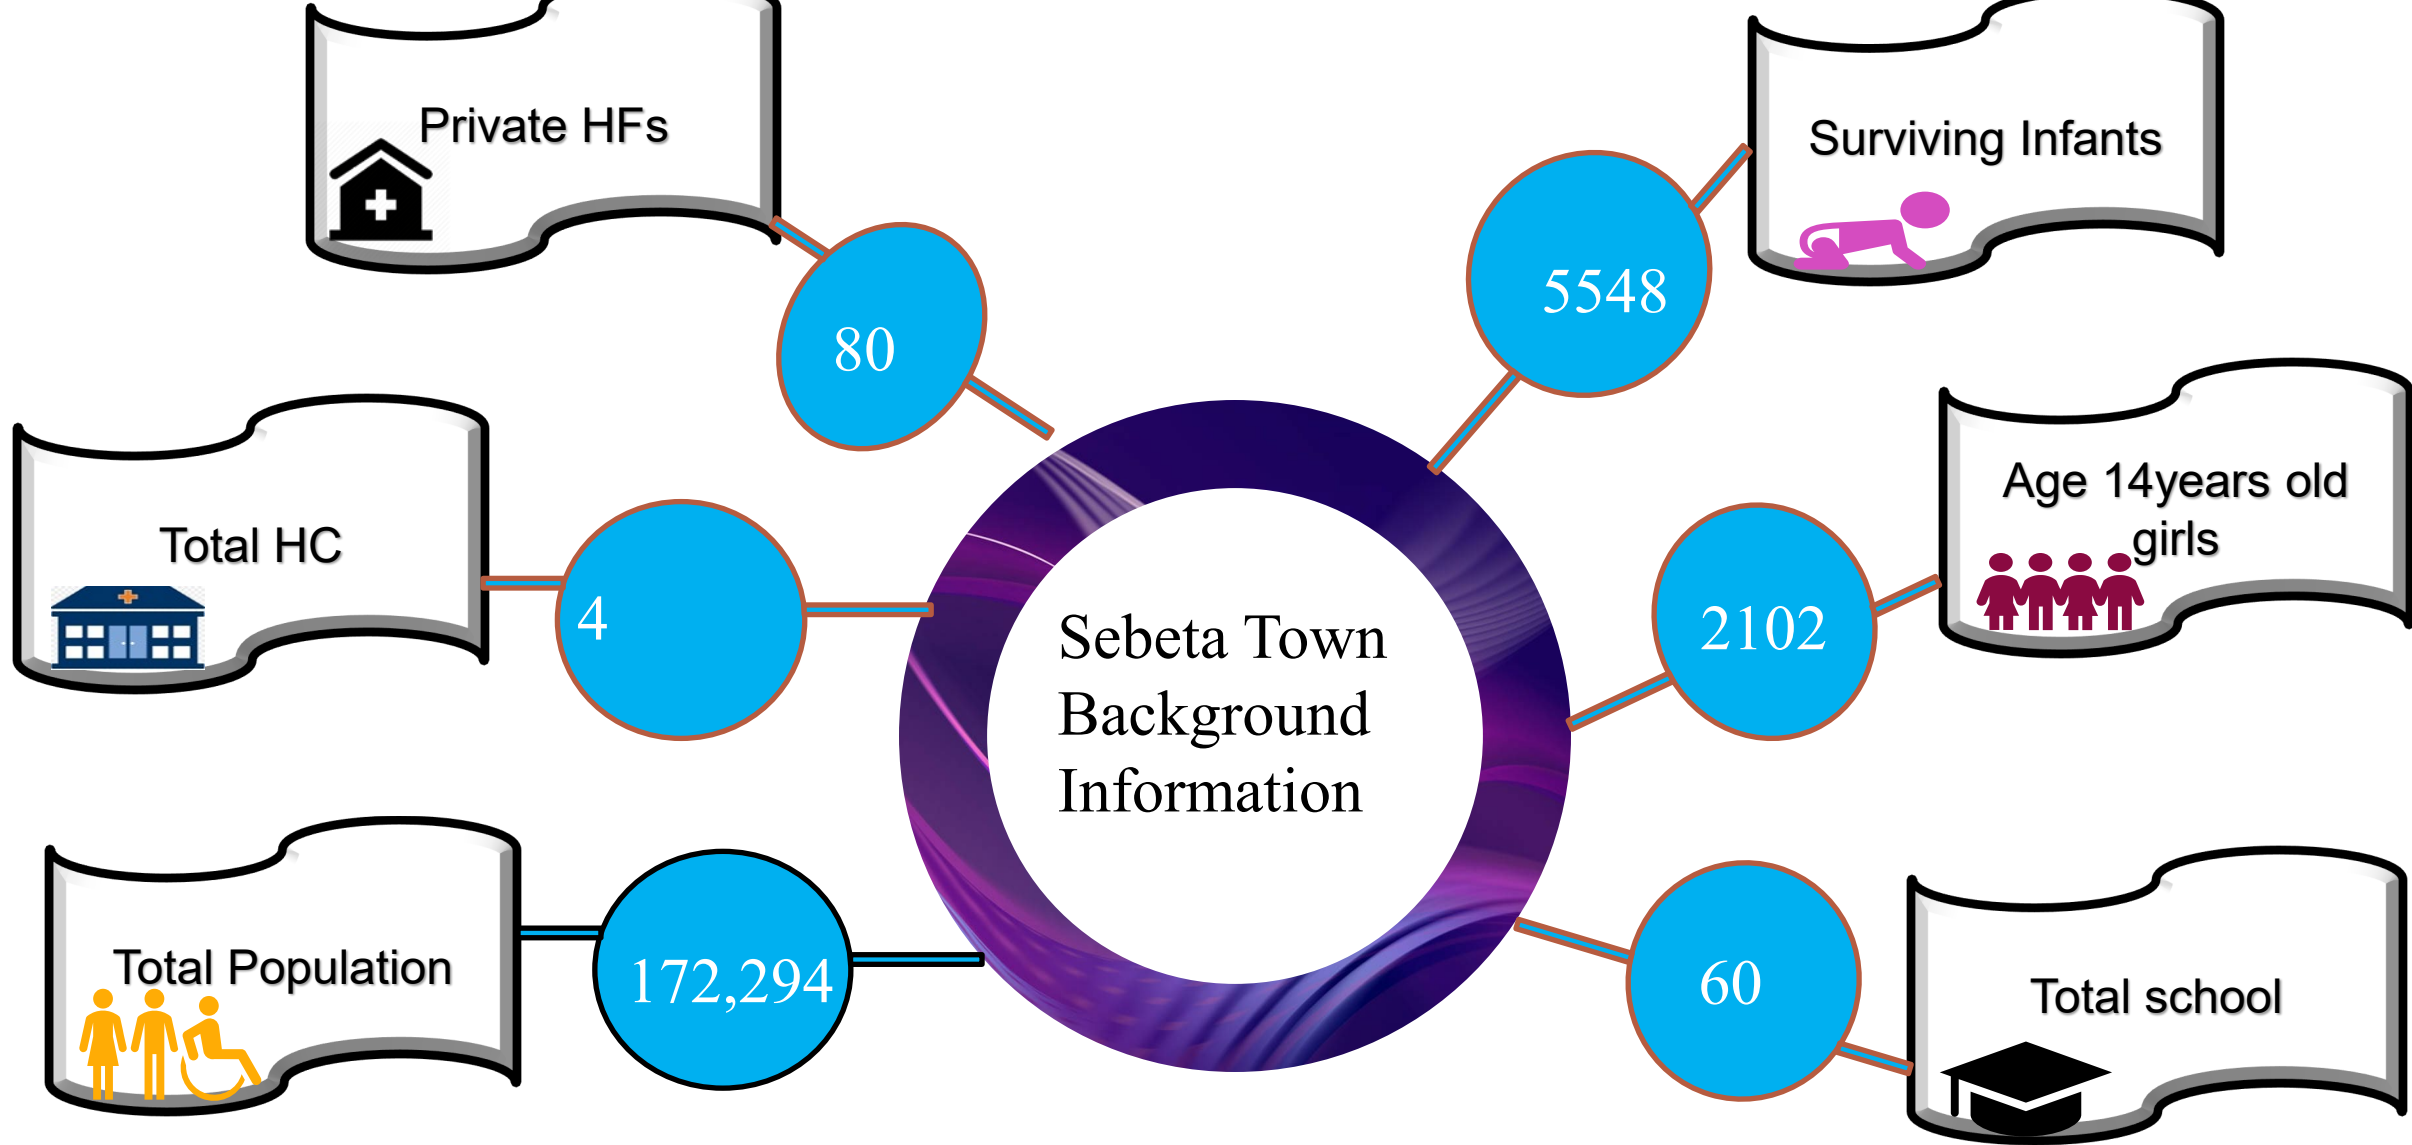 Private HFs
80
Surviving Infants
5548
Total HC
4
Age 14years old
girls
2102
Sebeta Town
Background
Information
Total Population
172,294
Total school
60